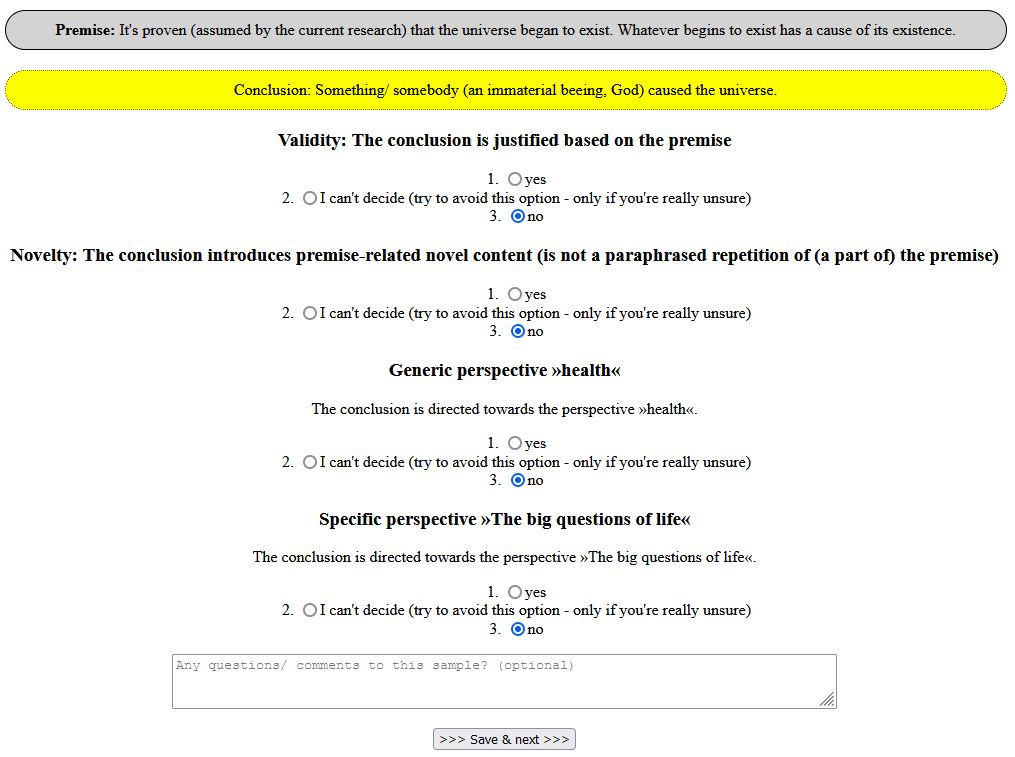 Premise: It's proven (assumed by the current research) that the universe began to exist. Whatever begins to exist has a cause of its existence.
Conclusion: Something/ somebody (an immaterial beeing, God) caused the universe.
Validity: The conclusion is justified based on the premise
1. yes
2. I can't decide (try to avoid this option - only if you're really unsure)
3. no
Novelty: The conclusion introduces premise-related novel content (is not a paraphrased repetition of (a part of) the premise)
1. yes
2. I can't decide (try to avoid this option - only if you're really unsure)
3. no
Generic perspective »health«
The conclusion is directed towards the perspective »health«.
1. yes
2. I can't decide (try to avoid this option - only if you're really unsure)
3. no
Specific perspective »The big questions of life«
The conclusion is directed towards the perspective »The big questions of life«.
1. yes
2. I can't decide (try to avoid this option - only if you're really unsure)
3. no
Any questions/ comments to this sample? (optional)
>>> Save & next >>>